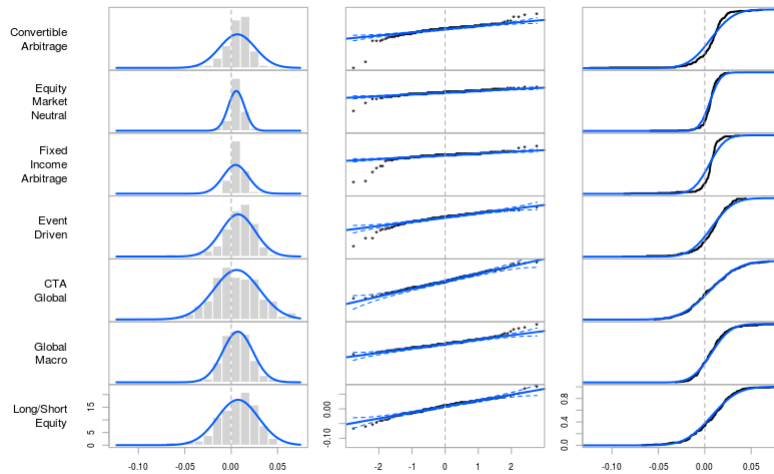 Convertible
Arbitrage
Equity
Market
Neutral
Fixed
Income
Arbitrage
Event
Driven
CTA
Global
Global
Macro
Long/Short
Equity
0 5 15
-0.10 0.00
0.0 0.4 0.8
-0.10 -0.05 0.00 0.05
-2 -1 0 1 2
-0.10 -0.05 0.00 0.05